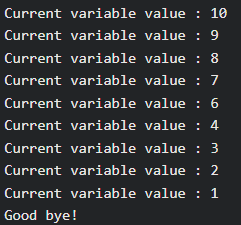 Current variable value : 10
Current variable value : 9
Current variable value : 8
Current variable value : 7
Current variable value : 6
Current variable value : 4
Current variable value : 3
Current variable value : 2
Current variable value : 1
Good bye!